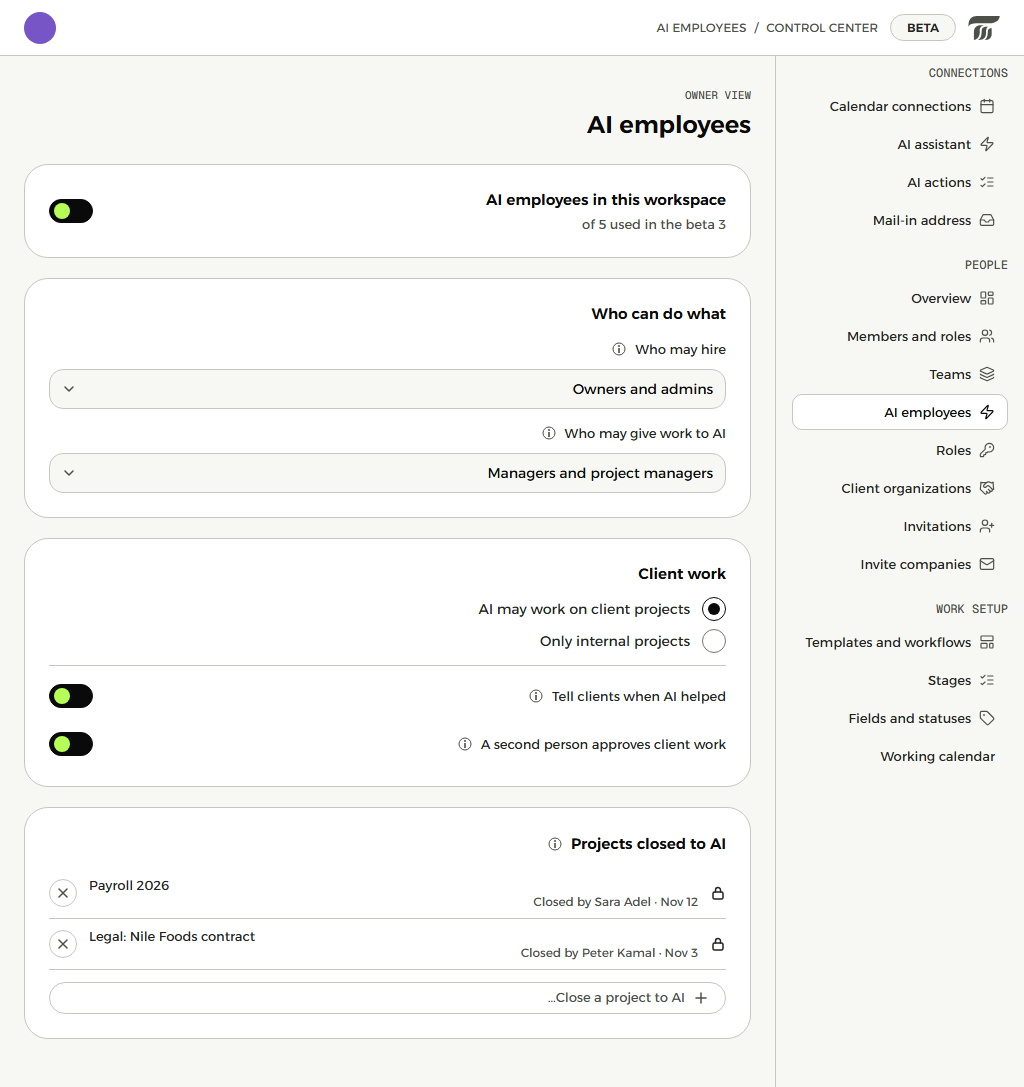 AI EMPLOYEES / CONTROL CENTER
BETA
CONNECTIONS
Calendar connections
AI assistant
AI actions
Mail-in address
PEOPLE
Overview
Members and roles
Teams
AI employees
Roles
Client organizations
Invitations
Invite companies
WORK SETUP
Templates and workflows
Stages
Fields and statuses
Working calendar
OWNER VIEW
AI employees
AI employees in this workspace
of 5 used in the beta 3
Who can do what
Who may hire
Owners and admins
Who may give work to AI
Managers and project managers
Client work
AI may work on client projects
Only internal projects
Tell clients when AI helped
A second person approves client work
Projects closed to AI
Payroll 2026
Closed by Sara Adel · Nov 12
Legal: Nile Foods contract
Closed by Peter Kamal · Nov 3
...Close a project to AI